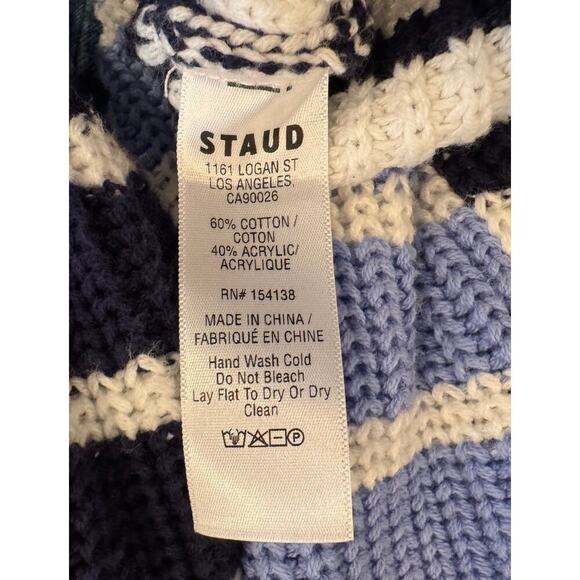 STAUD
1161 LOGAN ST
LOS ANGELES,
CA90026
60% COTTON /
COTON
40% ACRYLIC/
ACRYLIQUE
RN# 154138
MADE IN CHINA /
FABRIQUÉ EN CHINE
Hand Wash Cold
Do Not Bleach
Lay Flat To Dry Or Dry
Clean
P